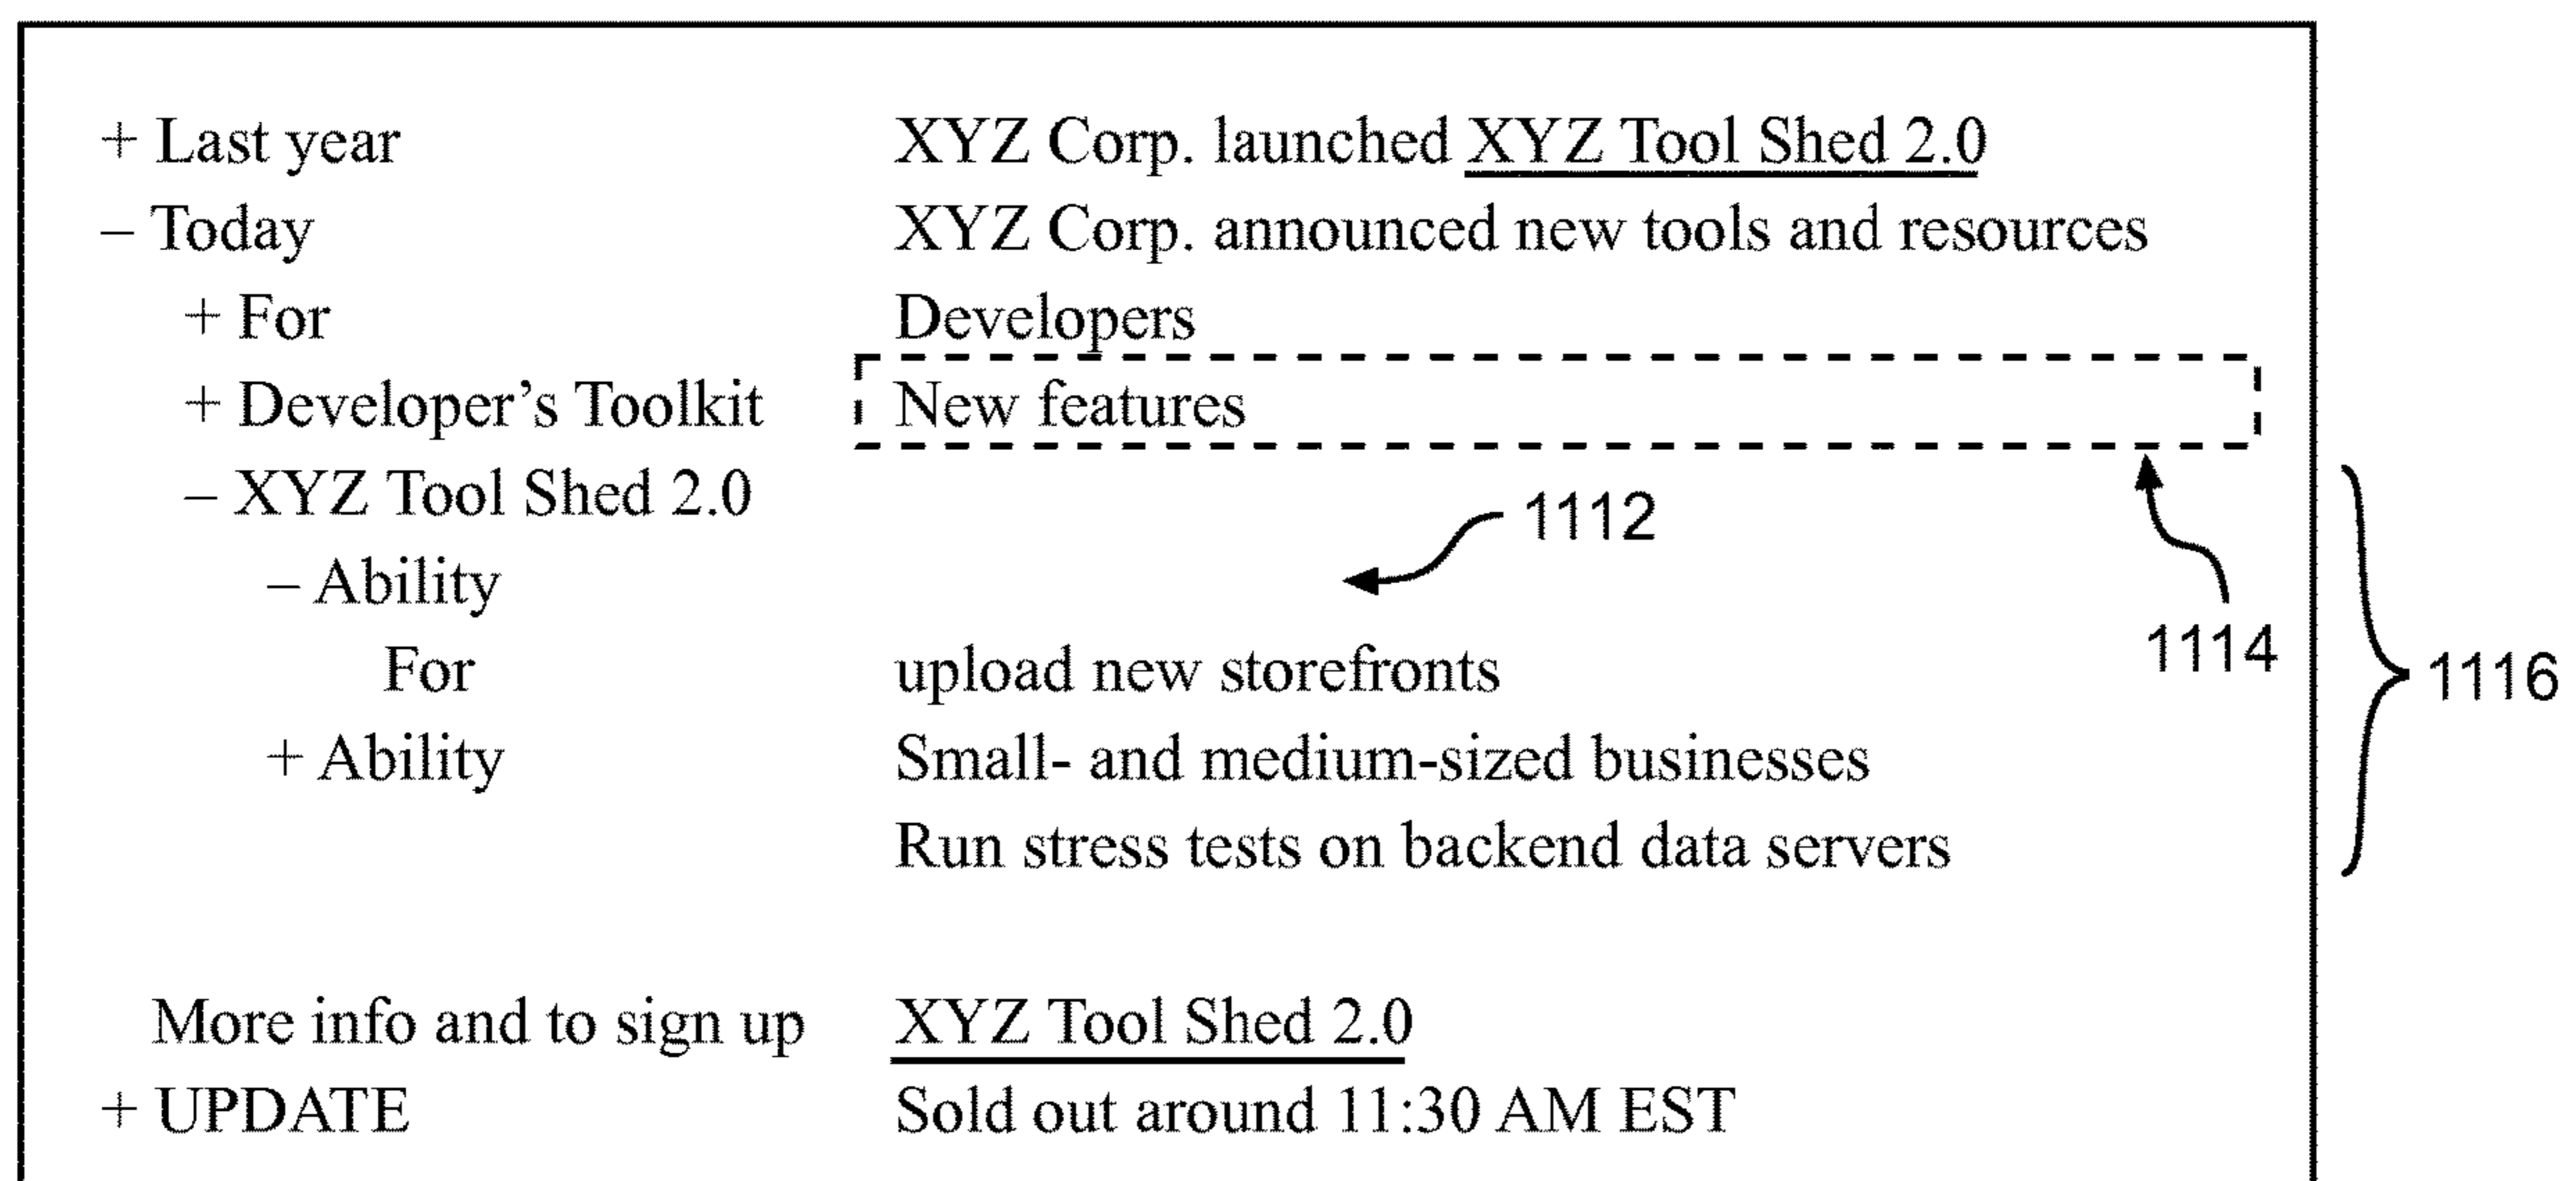 + Last year XYZ Corp. launched XYZ Tool Shed 2.0
– Today XYZ Corp. announced new tools and resources
+ For Developers
+ Developer’s Toolkit New features
– XYZ Tool Shed 2.0
1112
– Ability
For upload new storefronts
1114
1116
+ Ability Small- and medium-sized businesses
Run stress tests on backend data servers
More info and to sign up XYZ Tool Shed 2.0
+ UPDATE Sold out around 11:30 AM EST